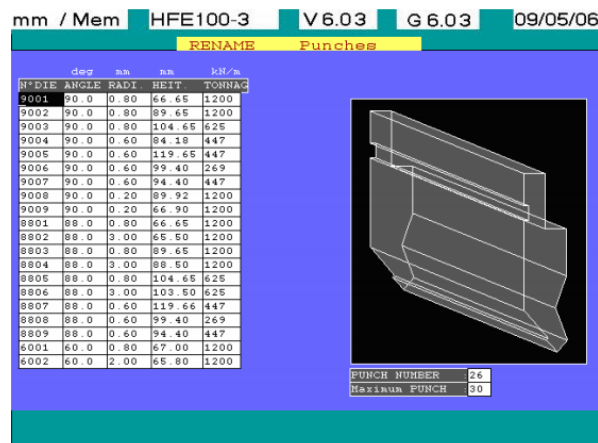 mm / Mem HFE100-3 V 6.03 G 6.03 09/05/06
RENAME Punches
deg mm mm kN/m
N°DIE ANGLE RADI. HEIT. TONNAG
9001 90.0 0.80 66.65 1200
9002 90.0 0.80 89.65 1200
9003 90.0 0.80 104.65 625
9004 90.0 0.60 84.18 447
9005 90.0 0.60 119.65 447
9006 90.0 0.60 99.40 269
9007 90.0 0.60 94.40 447
9008 90.0 0.20 89.92 1200
9009 90.0 0.20 66.90 1200
8801 88.0 0.80 66.65 1200
8802 88.0 3.00 65.50 1200
8803 88.0 0.80 89.65 1200
8804 88.0 3.00 88.50 1200
8805 88.0 0.80 104.65 625
8806 88.0 3.00 103.50 625
8807 88.0 0.60 119.66 447
8808 88.0 0.60 99.40 269
8809 88.0 0.60 94.40 447
6001 60.0 0.80 67.00 1200
6002 60.0 2.00 65.80 1200
PUNCH NUMBER :26
Maximum PUNCH :30